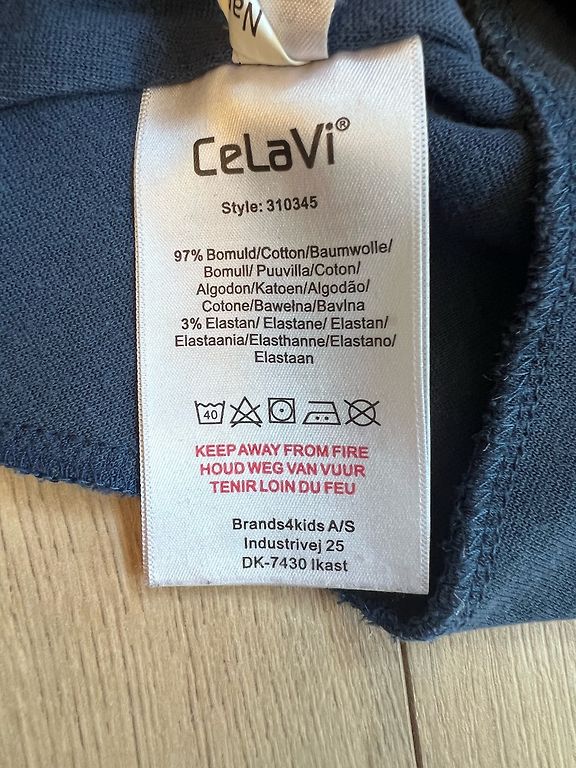 CeLaVi®
Style: 310345
97% Bomuld/Cotton/Baumwolle/
Bomull/ Puuvilla/Coton/
Algodon/Katoen/Algodão/
Cotone/Bawełna/Bavlna
3% Elastan/ Elastane/ Elastan/
Elastaania/Elasthanne/Elastano/
Elastaan
40
KEEP AWAY FROM FIRE
HOUD WEG VAN VUUR
TENIR LOIN DU FEU
Brands4kids A/S
Industrivej 25
DK-7430 Ikast